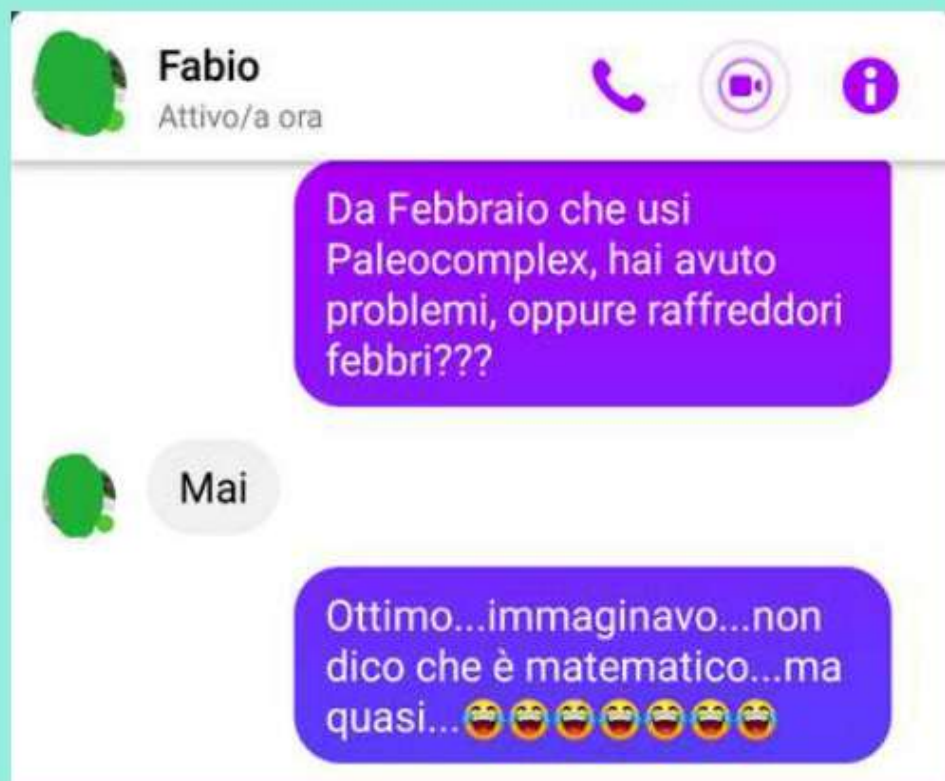 Fabio
Attivo/a ora
Da Febbraio che usi
Paleocomplex, hai avuto
problemi, oppure raffreddori
febbri???
Mai
Ottimo...immaginavo...non
dico che è matematico...ma
quasi...😂😂😂😂😂😂😂